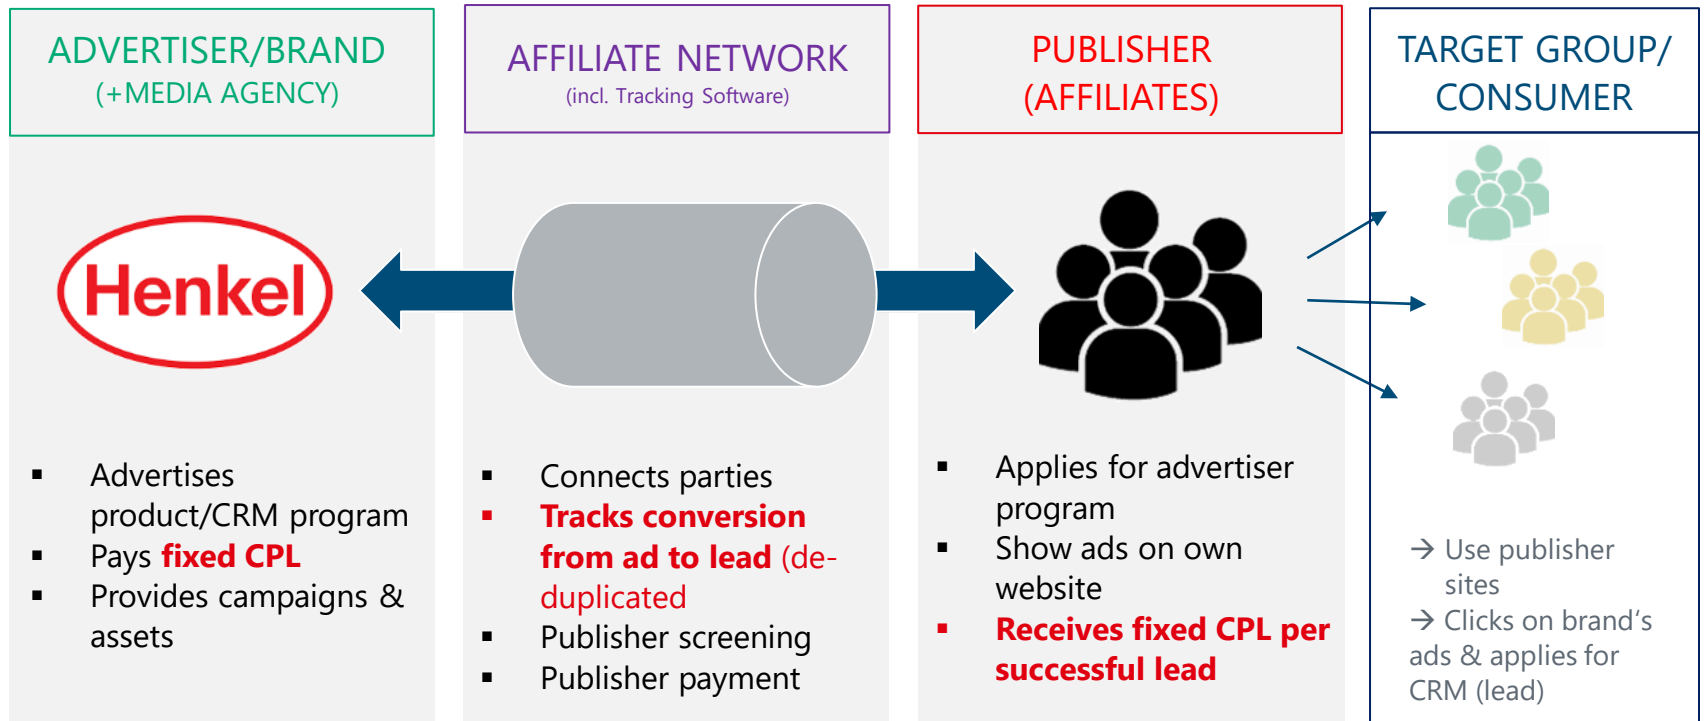 ADVERTISER/BRAND
(+MEDIA AGENCY)
Henkel
▪ Advertises
product/CRM program
▪ Pays fixed CPL
▪ Provides campaigns &
assets
AFFILIATE NETWORK
(incl. Tracking Software)
▪ Connects parties
▪ Tracks conversion
from ad to lead (de-
duplicated
▪ Publisher screening
▪ Publisher payment
PUBLISHER
(AFFILIATES)
▪ Applies for advertiser
program
▪ Show ads on own
website
▪ Receives fixed CPL per
successful lead
TARGET GROUP/
CONSUMER
→ Use publisher
sites
→ Clicks on brand‘s
ads & applies for
CRM (lead)